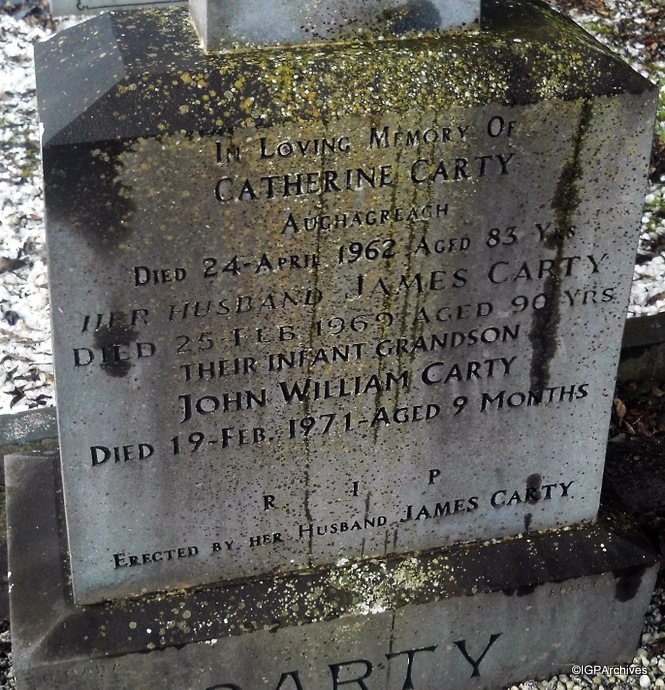 In Loving Memory Of
CATHERINE CARTY
AUGHAGREAGH
Died 24-April 1962-Aged 83 Yrs
HER HUSBAND JAMES CARTY
DIED 25 FEB 1969 AGED 90 YRS
THEIR INFANT GRANDSON
JOHN WILLIAM CARTY
Died 19-Feb. 1971-Aged 9 Months
R I P
Erected by her Husband James Carty
CARTY
©IGPArchives